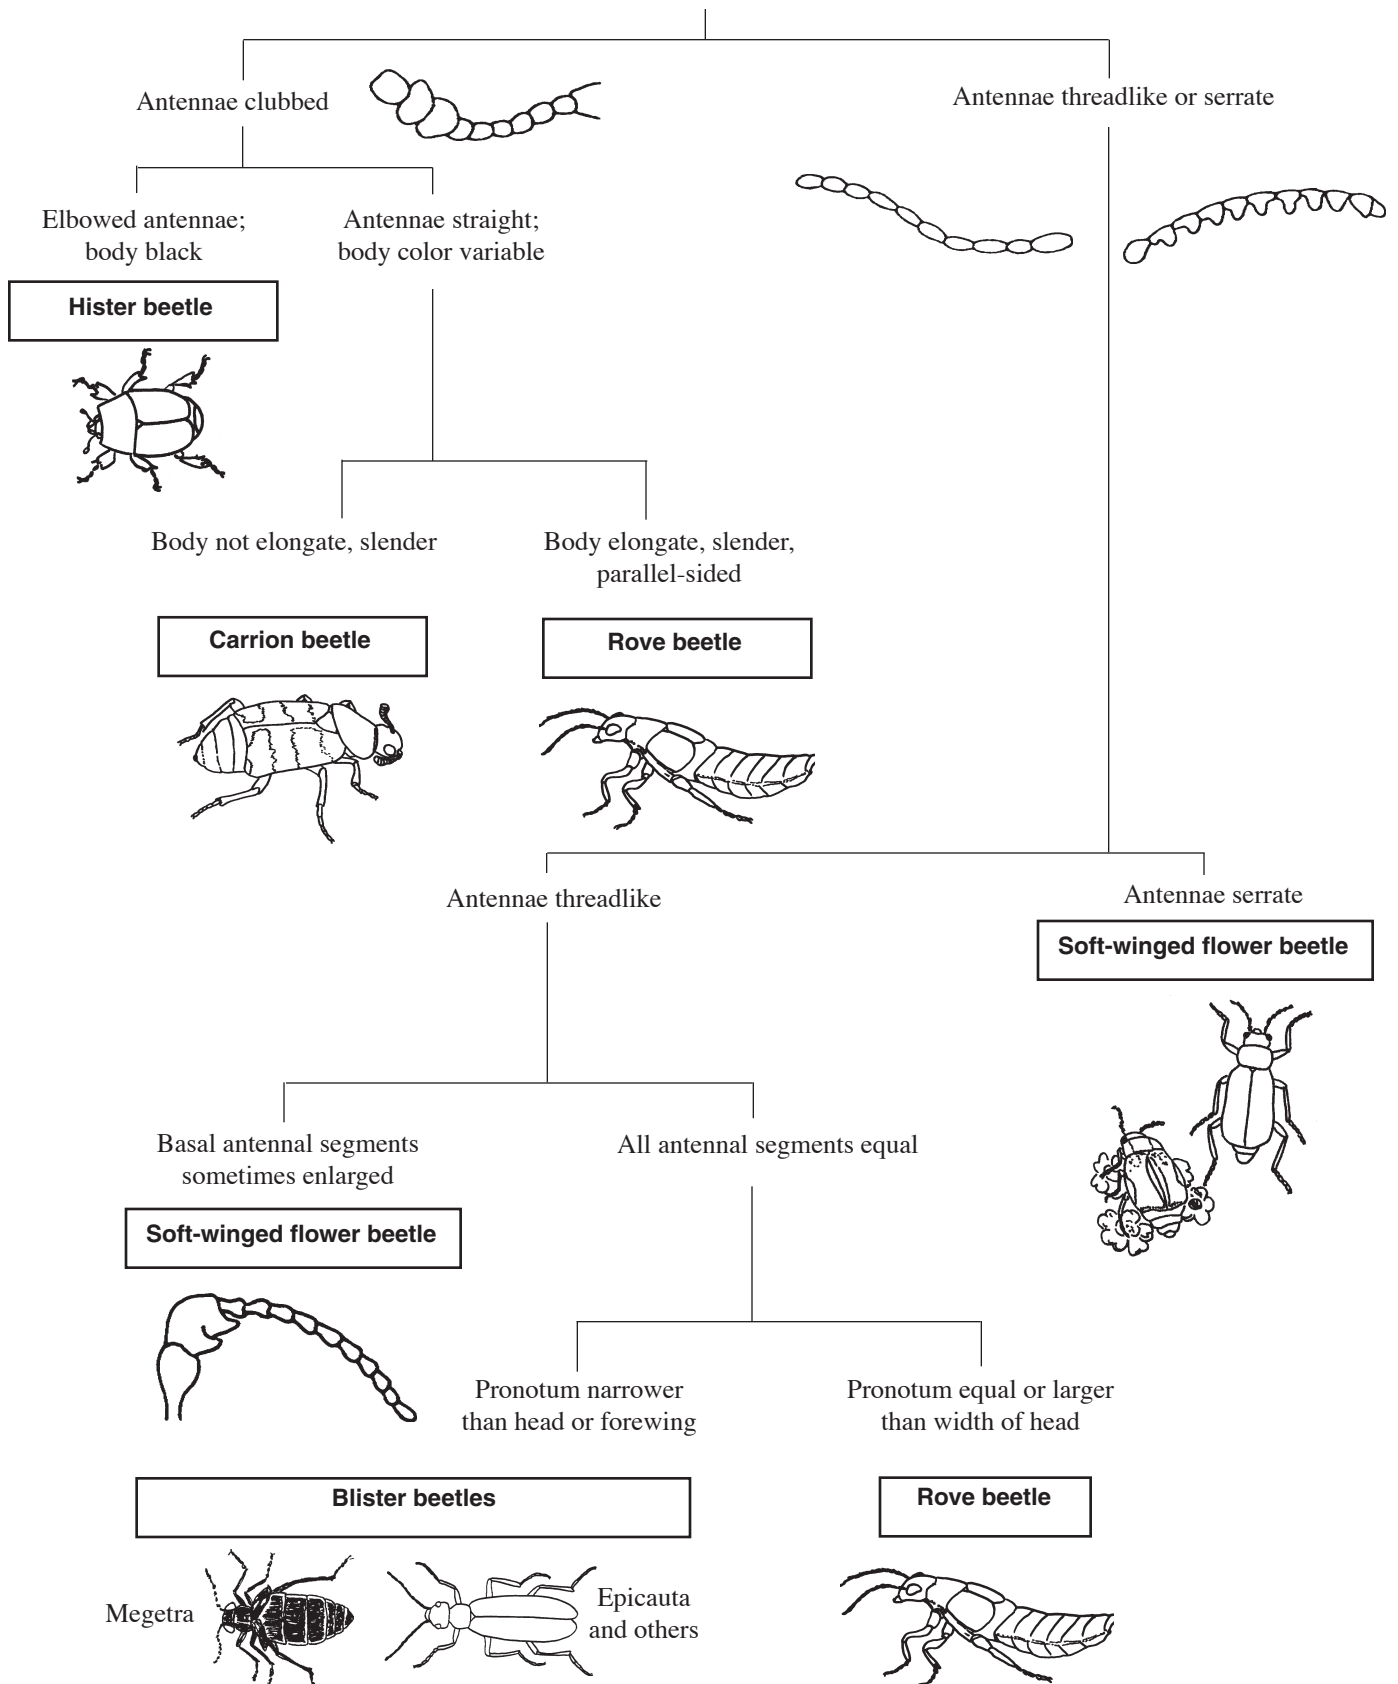 Antennae clubbed
Antennae threadlike or serrate
Elbowed antennae;
body black
Antennae straight;
body color variable
Hister beetle
Body not elongate, slender
Body elongate, slender,
parallel-sided
Carrion beetle
Rove beetle
Antennae threadlike
Antennae serrate
Soft-winged flower beetle
Basal antennal segments
sometimes enlarged
All antennal segments equal
Soft-winged flower beetle
Pronotum narrower
than head or forewing
Pronotum equal or larger
than width of head
Blister beetles
Rove beetle
Megetra
Epicauta
and others